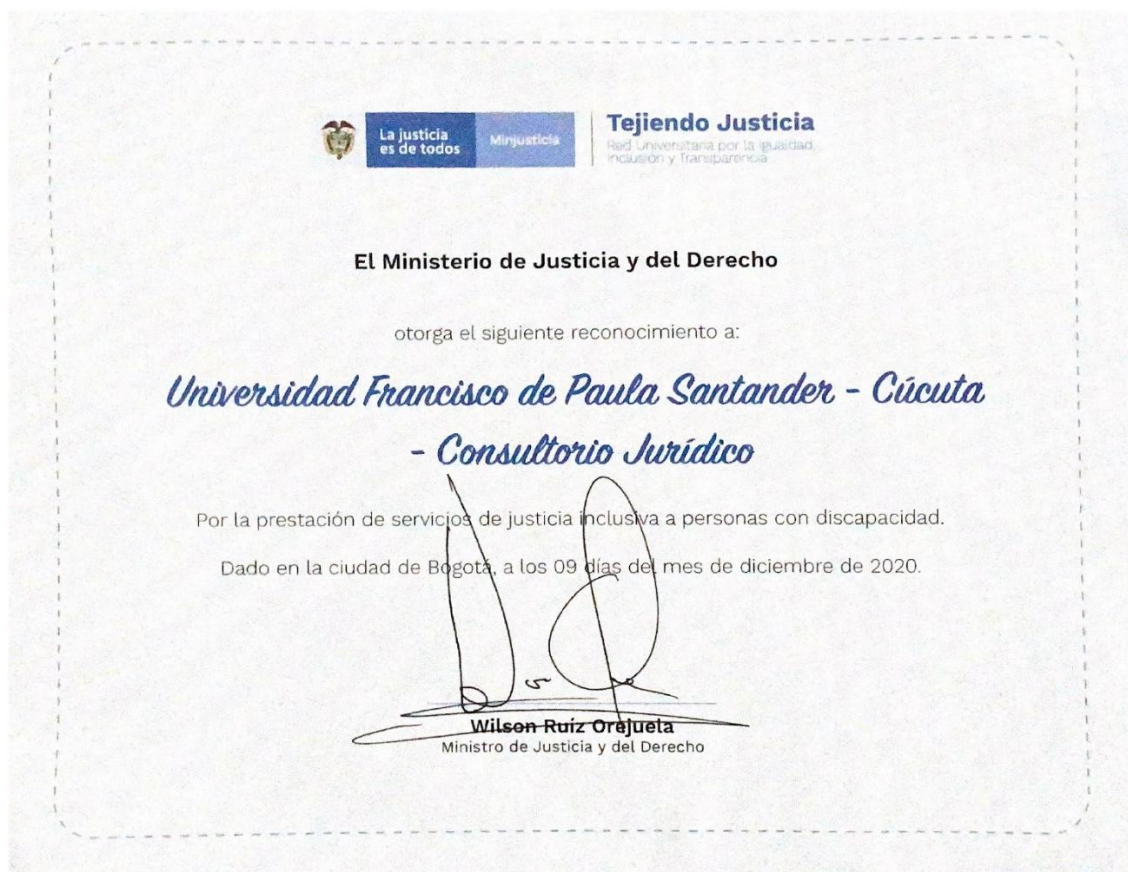 La justicia
es de todos
Minjusticia
Tejiendo Justicia
Red Universitaria por la Igualdad,
Inclusión y Transparencia
El Ministerio de Justicia y del Derecho
otorga el siguiente reconocimiento a:
Universidad Francisco de Paula Santander - Cúcuta
- Consultorio Jurídico
Por la prestación de servicios de justicia inclusiva a personas con discapacidad.
Dado en la ciudad de Bogotá, a los 09 días del mes de diciembre de 2020.
Wilson Ruíz Orejuela
Ministro de Justicia y del Derecho